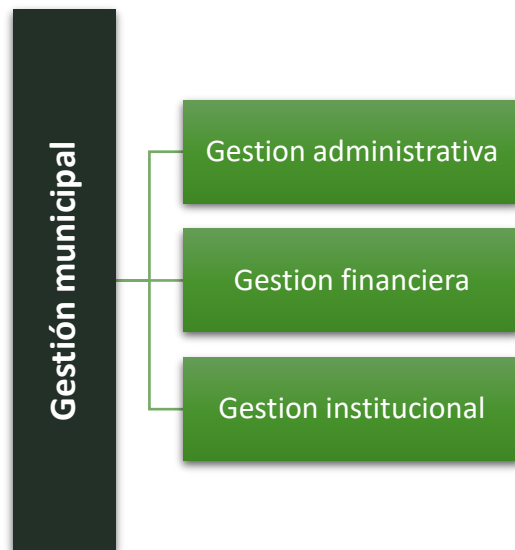 Gestión municipal
Gestion administrativa
Gestion financiera
Gestion institucional